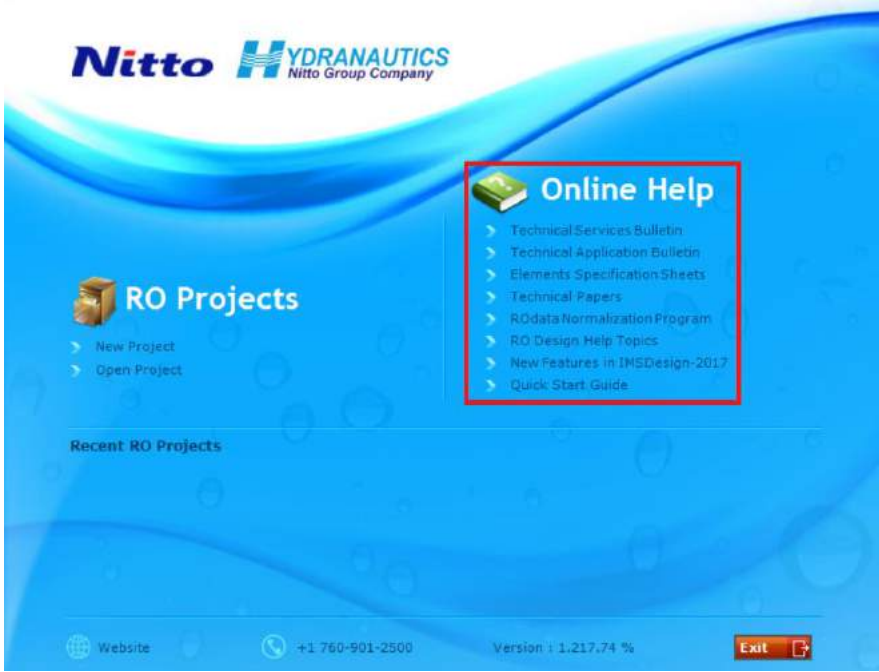 Nitto HYDRANAUTICS
Nitto Group Company
Online Help
Technical Services Bulletin
Technical Application Bulletin
Elements Specification Sheets
Technical Papers
ROdata Normalization Program
RO Design Help Topics
New Features in IMSDesign-2017
Quick Start Guide
RO Projects
New Project
Open Project
Recent RO Projects
Website
+1 760-901-2500
Version : 1.217.74 %
Exit